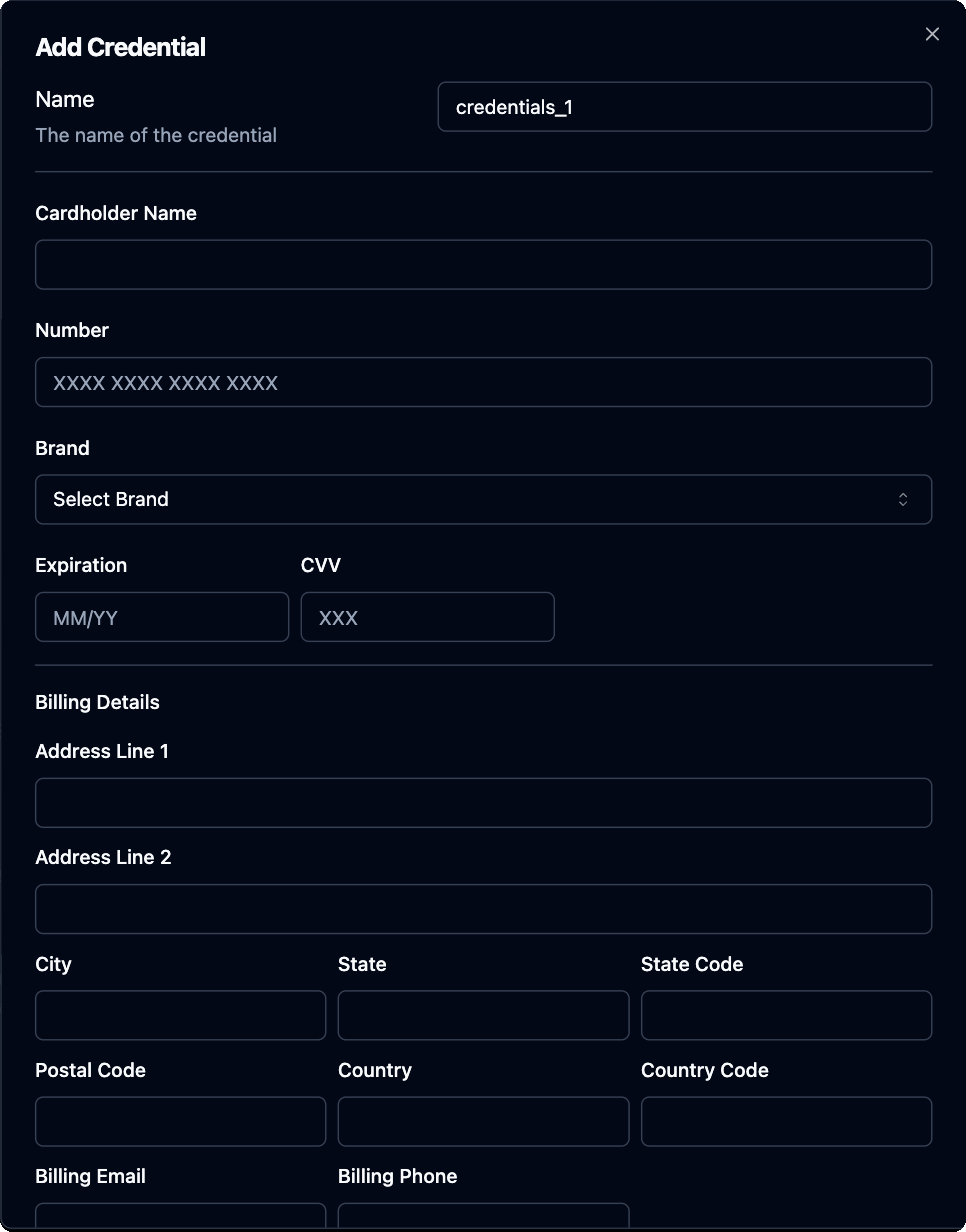 Add Credential
Name
credentials_1
The name of the credential
Cardholder Name
Number
XXXX XXXX XXXX XXXX
Brand
Select Brand
Expiration CVV
MM/YY XXX
Billing Details
Address Line 1
Address Line 2
City State State Code
Postal Code Country Country Code
Billing Email Billing Phone